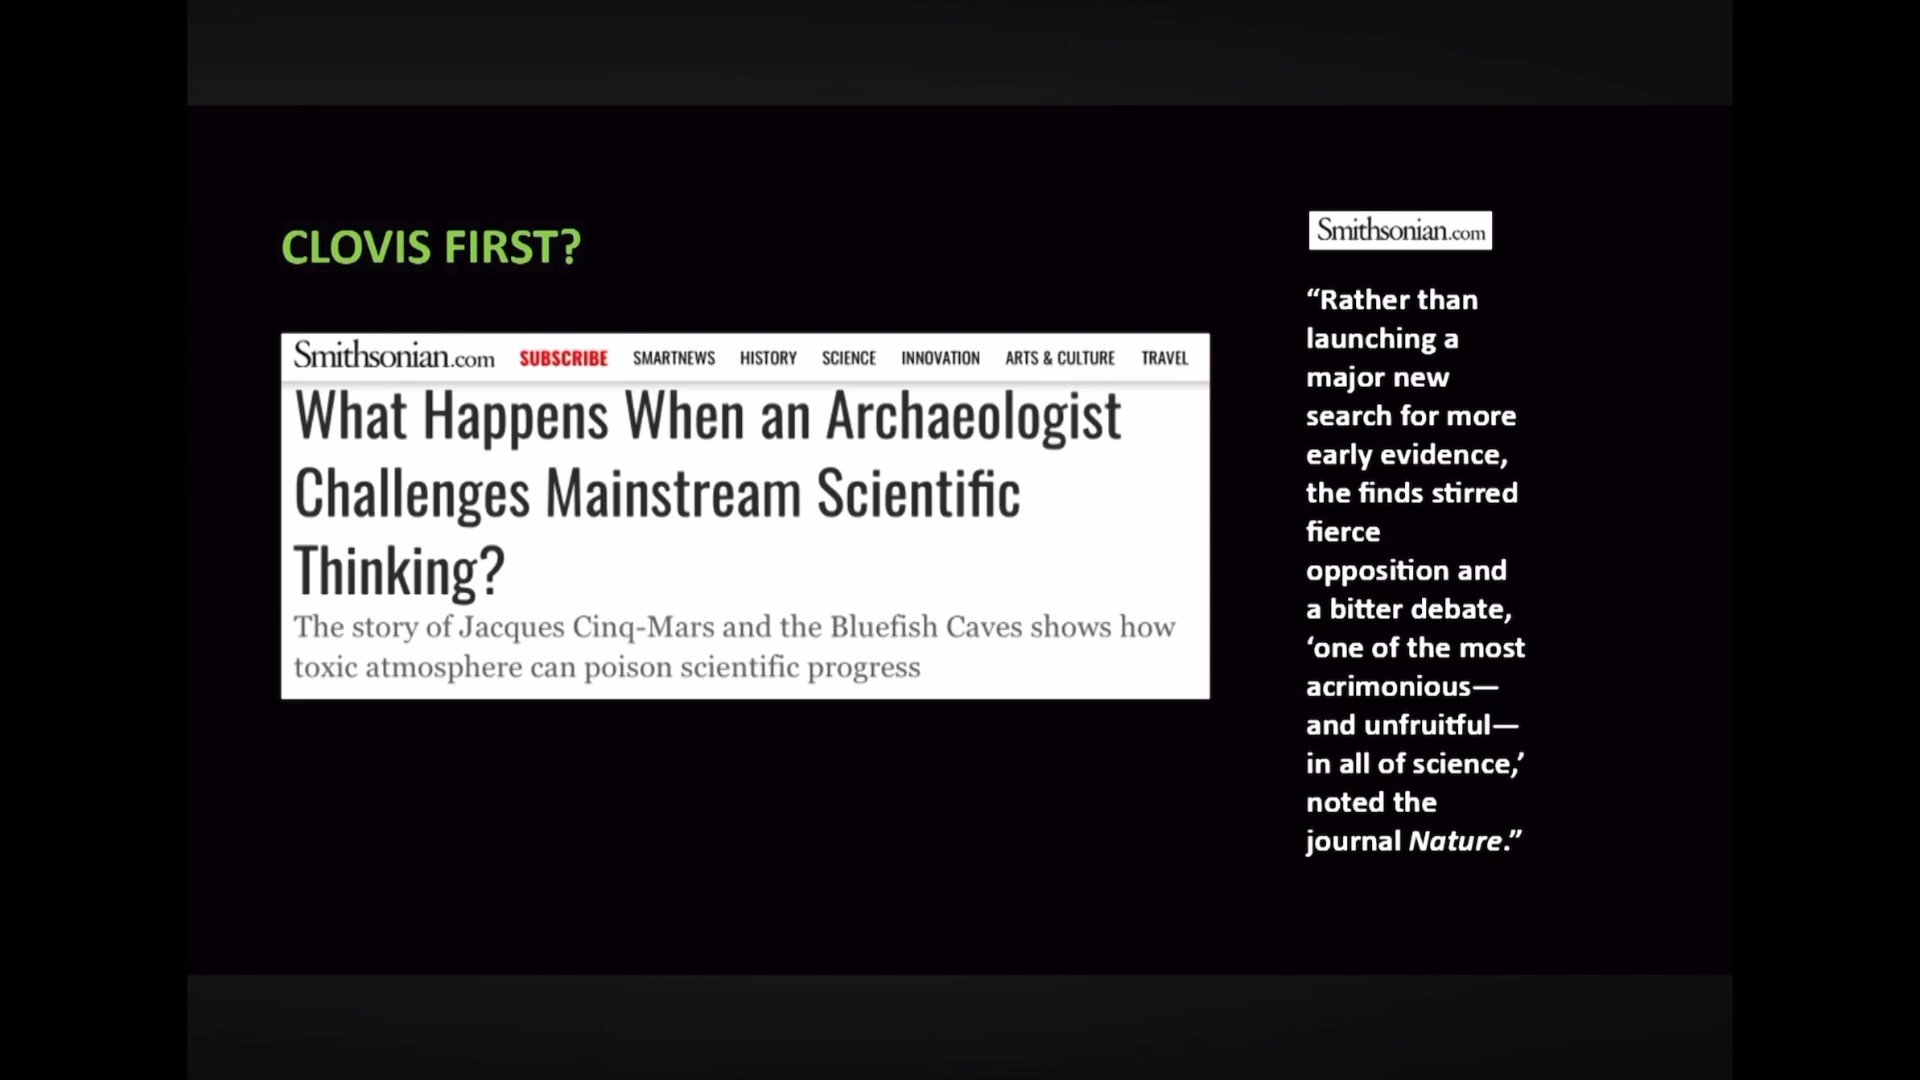 CLOVIS FIRST?
Smithsonian.com SUBSCRIBE SMARTNEWS HISTORY SCIENCE INNOVATION ARTS & CULTURE TRAVEL
What Happens When an Archaeologist
Challenges Mainstream Scientific
Thinking?
The story of Jacques Cinq-Mars and the Bluefish Caves shows how
toxic atmosphere can poison scientific progress
Smithsonian.com
“Rather than
launching a
major new
search for more
early evidence,
the finds stirred
fierce
opposition and
a bitter debate,
‘one of the most
acrimonious—
and unfruitful—
in all of science,’
noted the
journal Nature.”